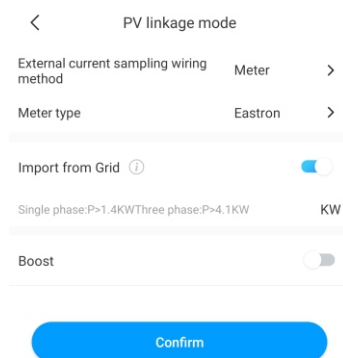 PV linkage mode
External current sampling wiring
method
Meter
Meter type
Eastron
Import from Grid
Single phase:P>1.4KWThree phase:P>4.1KW
KW
Boost
Confirm